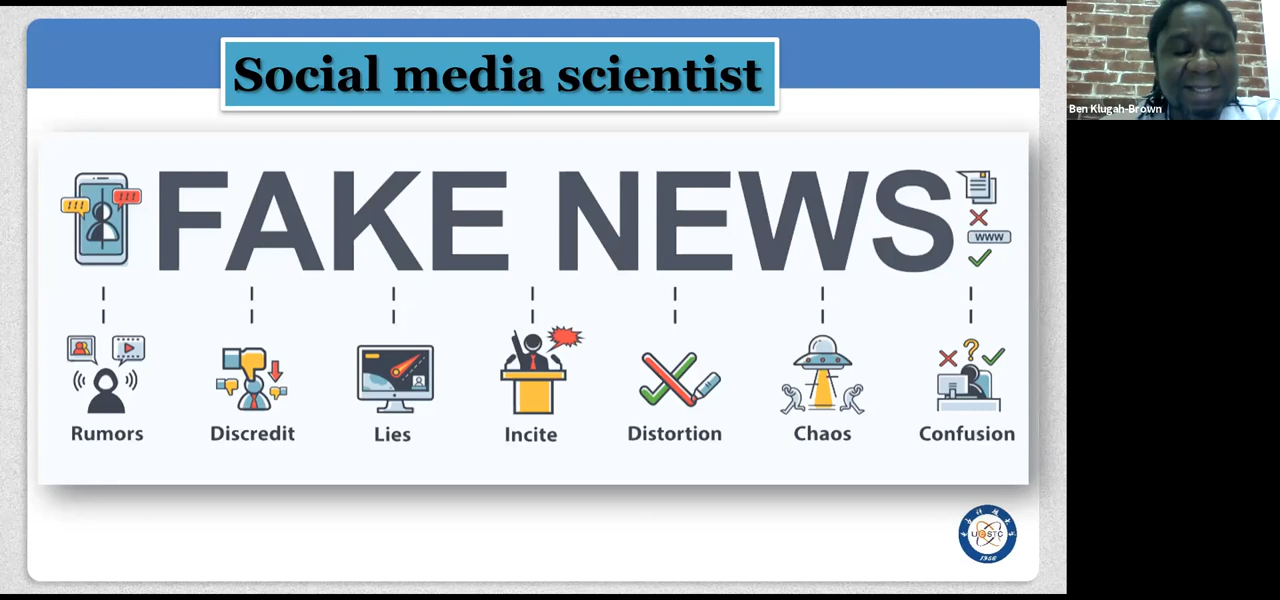 Social media scientist
Ben Klugah-Brown
FAKE NEWS
www
Rumors
Discredit
Lies
Incite
Distortion
Chaos
Confusion
UESTC
1956